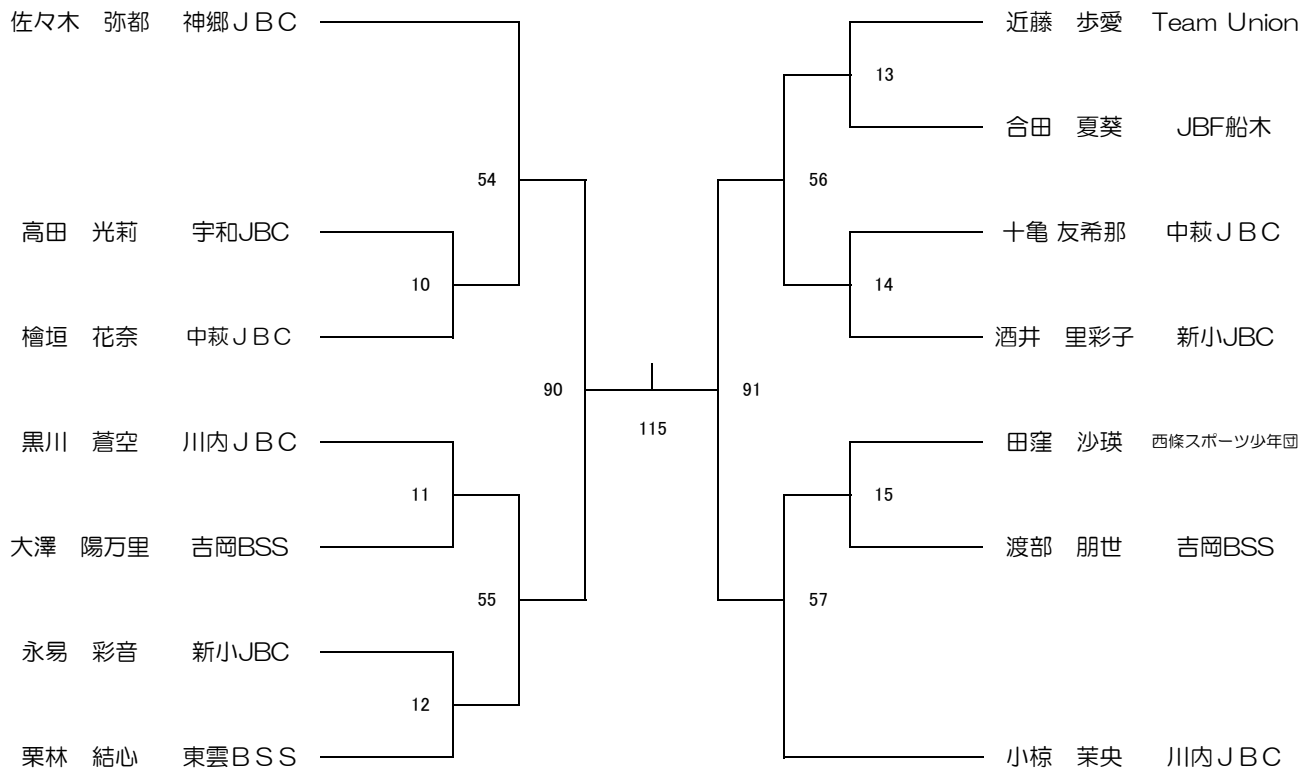 佐々木　弥都　神郷ＪＢＣ
54
高田　光莉　宇和JBC
10
檜垣　花奈　中萩ＪＢＣ
90
黒川　蒼空　川内ＪＢＣ
11
大澤　陽万里　吉岡BSS
55
永易　彩音　新小JBC
12
栗林　結心　東雲ＢＳＳ
115
近藤　歩愛　Team Union
13
合田　夏葵　JBF船木
56
十亀 友希那　中萩ＪＢＣ
14
酒井　里彩子　新小JBC
91
田窪　沙瑛　西條スポーツ少年団
15
渡部　朋世　吉岡BSS
57
小椋　茉央　川内ＪＢＣ